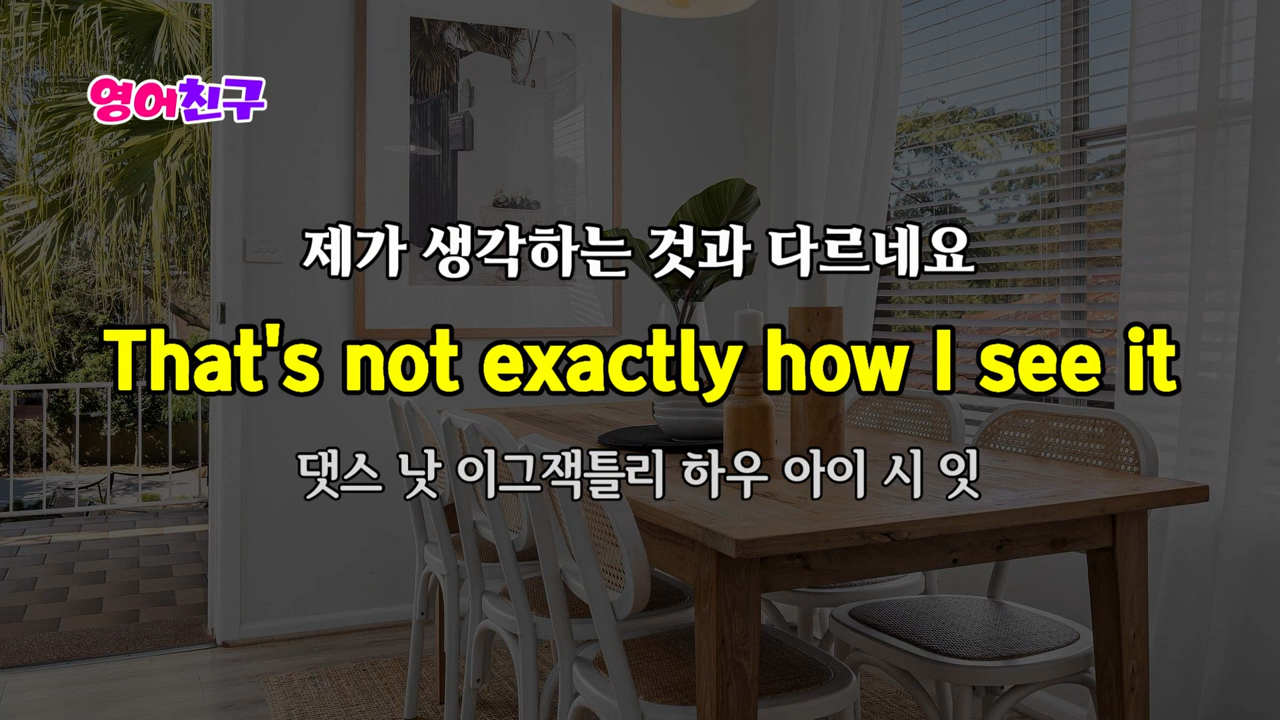 영어친구
제가 생각하는 것과 다르네요
That's not exactly how I see it
댓스 낫 이그잭틀리 하우 아이 시 잇